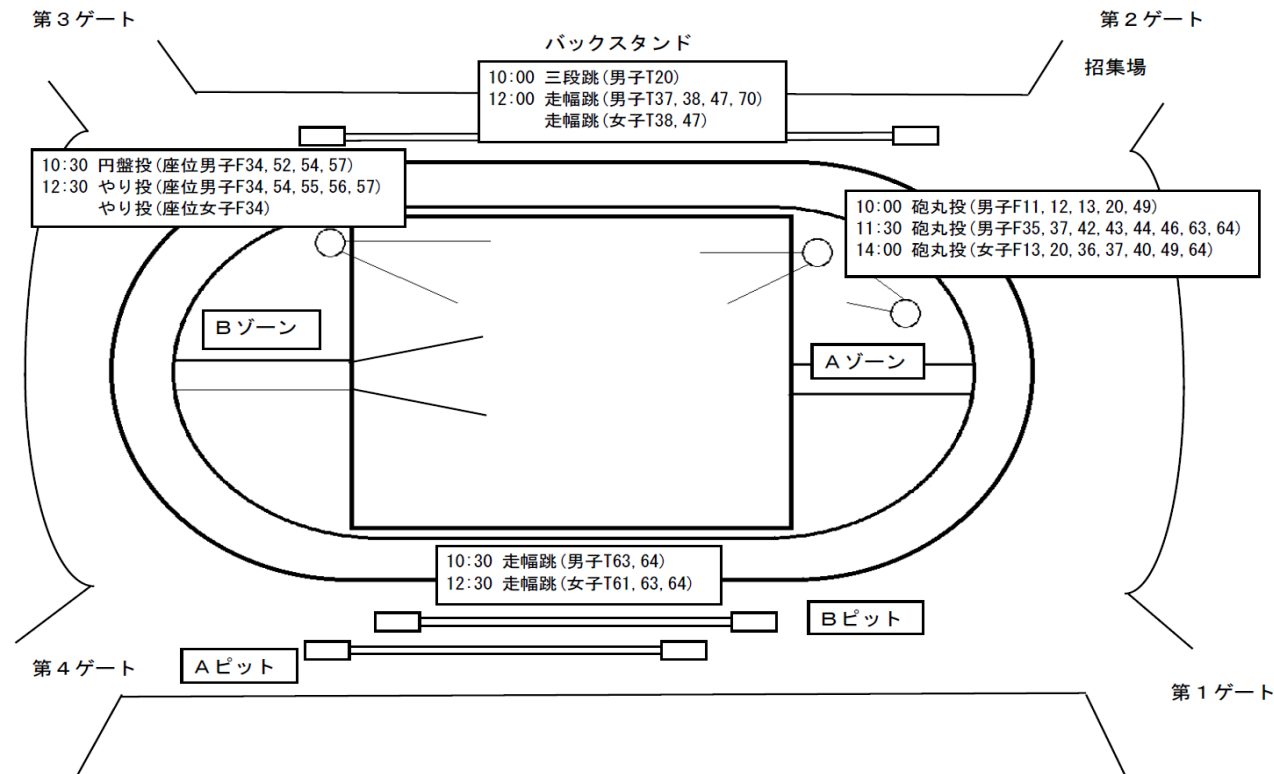 第３ゲート
第２ゲート
バックスタンド
招集場
10:00 三段跳(男子T20)
12:00 走幅跳(男子T37, 38, 47, 70)
走幅跳(女子T38, 47)
10:30 円盤投(座位男子F34, 52, 54, 57)
12:30 やり投(座位男子F34, 54, 55, 56, 57)
やり投(座位女子F34)
10:00 砲丸投(男子F11, 12, 13, 20, 49)
11:30 砲丸投(男子F35, 37, 42, 43, 44, 46, 63, 64)
14:00 砲丸投(女子F13, 20, 36, 37, 40, 49, 64)
Ｂゾーン
Ａゾーン
10:30 走幅跳(男子T63, 64)
12:30 走幅跳(女子T61, 63, 64)
Ｂピット
第４ゲート
Ａピット
第１ゲート